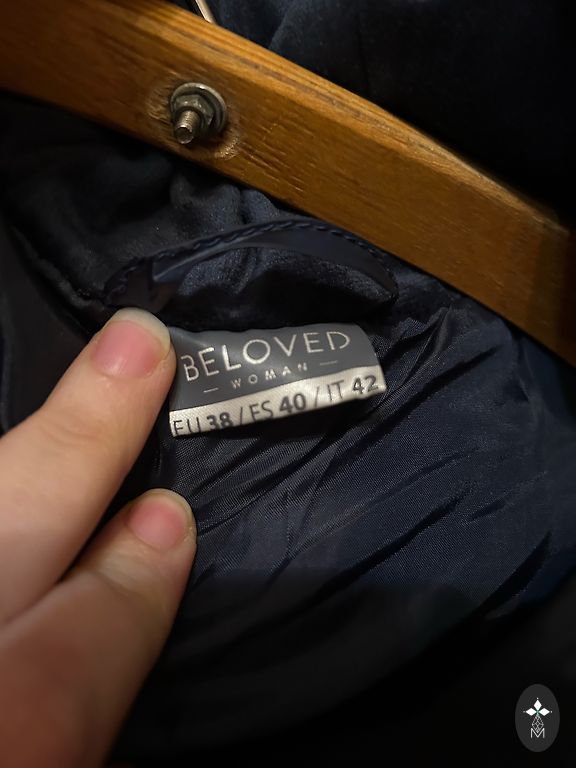 BELOVED
— WOMAN —
EU 38 / ES 40 / IT 42
M